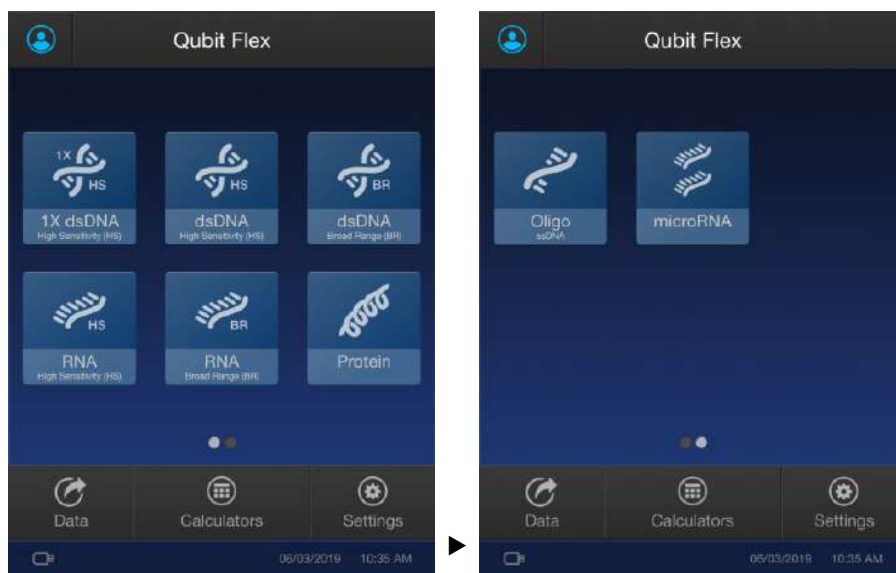 Qubit Flex
1X HS
HS
BR
1X dsDNA
High Sensitivity (HS)
dsDNA
High Sensitivity (HS)
dsDNA
Broad Range (BR)
HS
BR
RNA
High Sensitivity (HS)
RNA
Broad Range (BR)
Protein
Data
Calculators
Settings
06/03/2019 10:35 AM
Qubit Flex
Oligo
ssDNA
microRNA
Data
Calculators
Settings
06/03/2019 10:35 AM